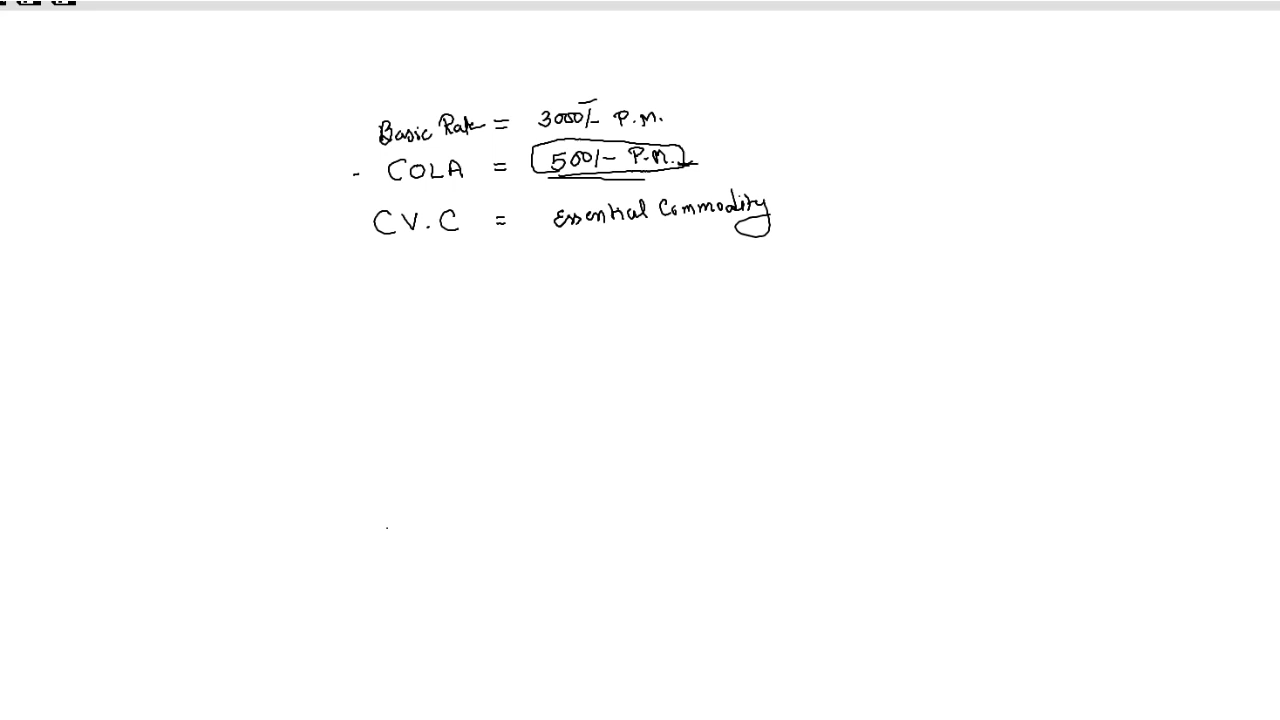 Basic Rate = 3000/- P.M.
- COLA = 500/- P.M.
CV.C = Essential Commodity